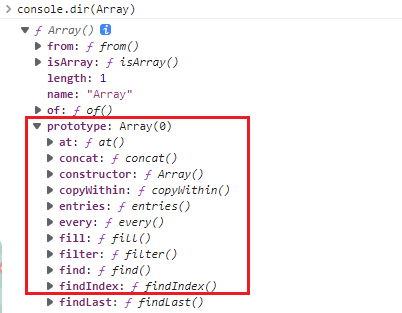 console.dir(Array)
ƒ Array() i
from: ƒ from()
isArray: ƒ isArray()
length: 1
name: "Array"
of: ƒ of()
prototype: Array(0)
at: ƒ at()
concat: ƒ concat()
constructor: ƒ Array()
copyWithin: ƒ copyWithin()
entries: ƒ entries()
every: ƒ every()
fill: ƒ fill()
filter: ƒ filter()
find: ƒ find()
findIndex: ƒ findIndex()
findLast: ƒ findLast()